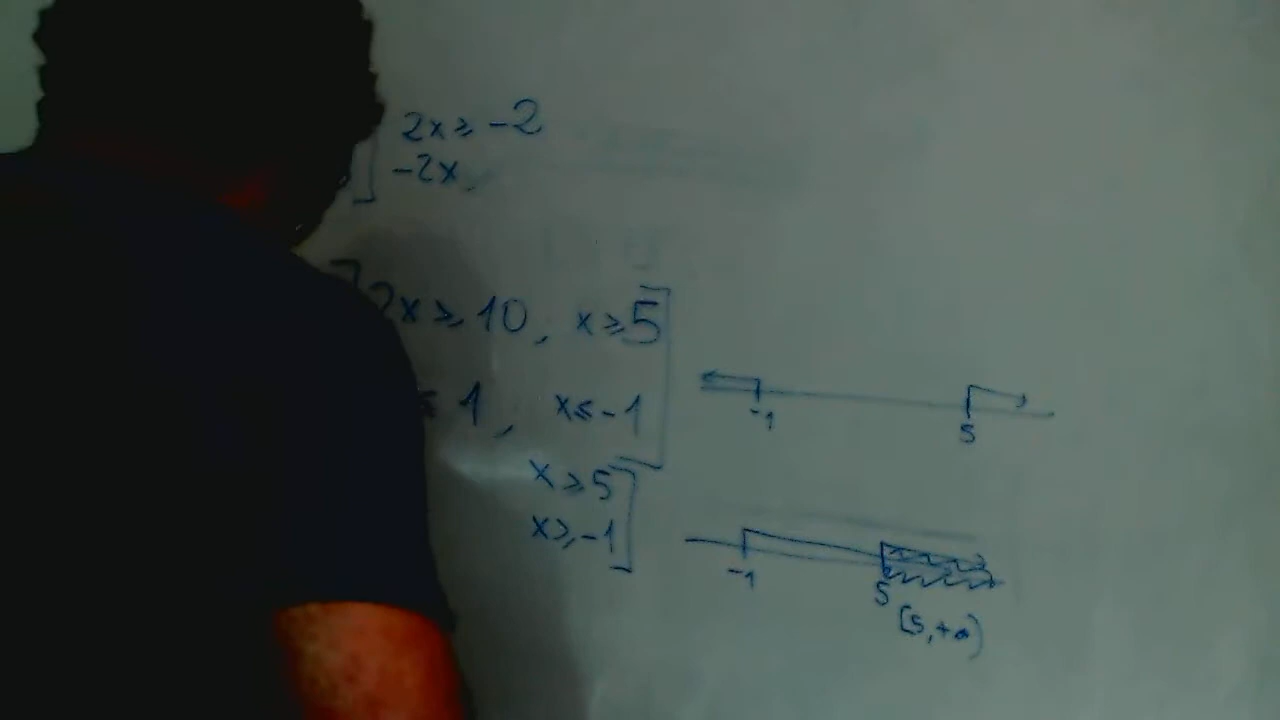 2x ≥ -2
-2x
2x ≥ 10, x ≥ 5
≤ 1, x ≤ -1
-1 5
x ≥ 5
x ≥ -1
-1 5
[5, +∞)